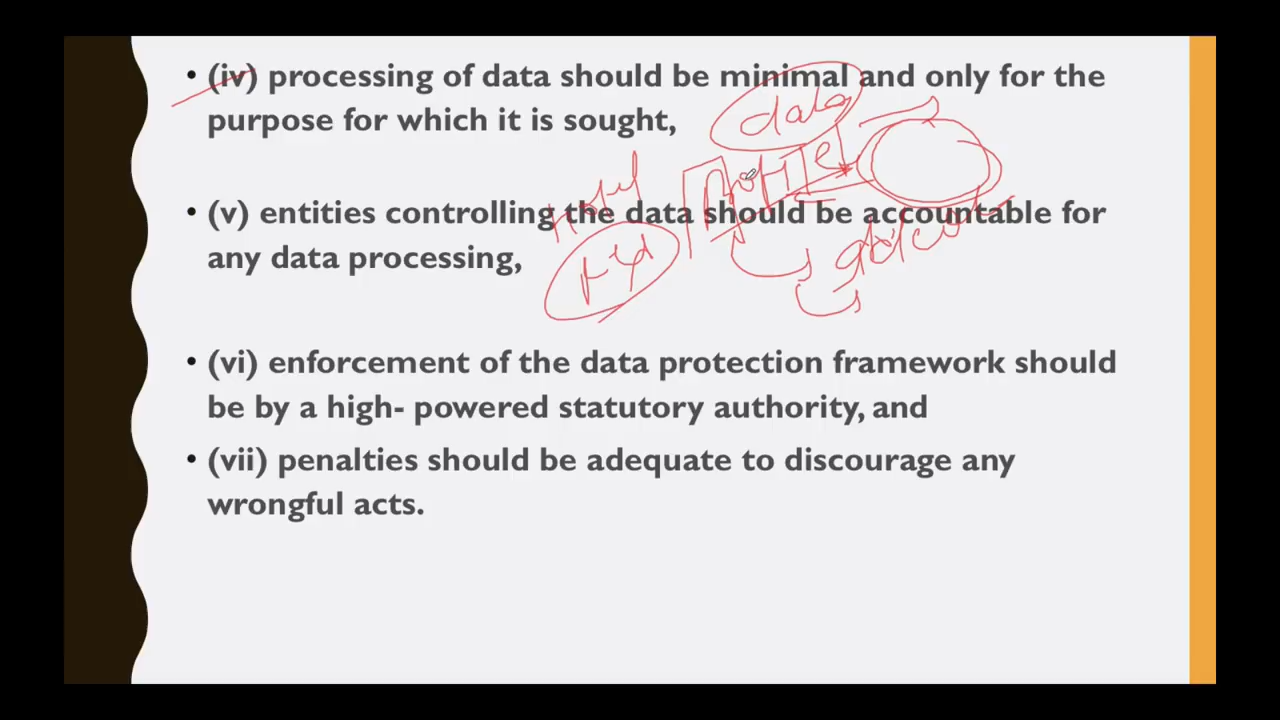 • (iv) processing of data should be minimal and only for the
purpose for which it is sought,
data
• (v) entities controlling the data should be accountable for
any data processing,
• (vi) enforcement of the data protection framework should
be by a high- powered statutory authority, and
• (vii) penalties should be adequate to discourage any
wrongful acts.